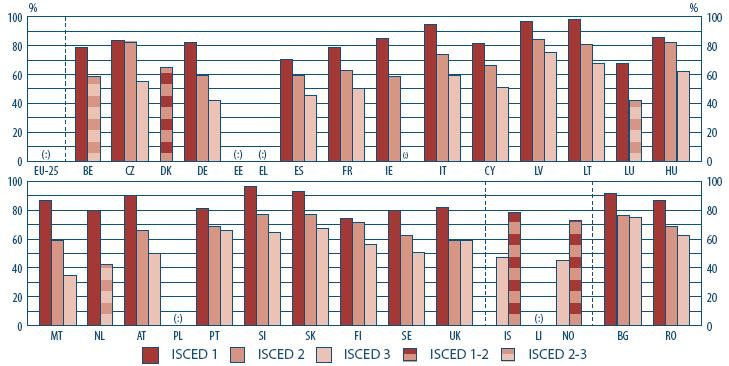 % %
100 100
80 80
60 60
40 40
20 20
0 (:) (:) (:) (:) 0
EU-25 BE CZ DK DE EE EL ES FR IE IT CY LV LT LU HU
100 100
80 80
60 60
40 40
20 20
0 (:) (:) 0
MT NL AT PL PT SI SK FI SE UK IS LI NO BG RO
ISCED 1 ISCED 2 ISCED 3 ISCED 1-2 ISCED 2-3